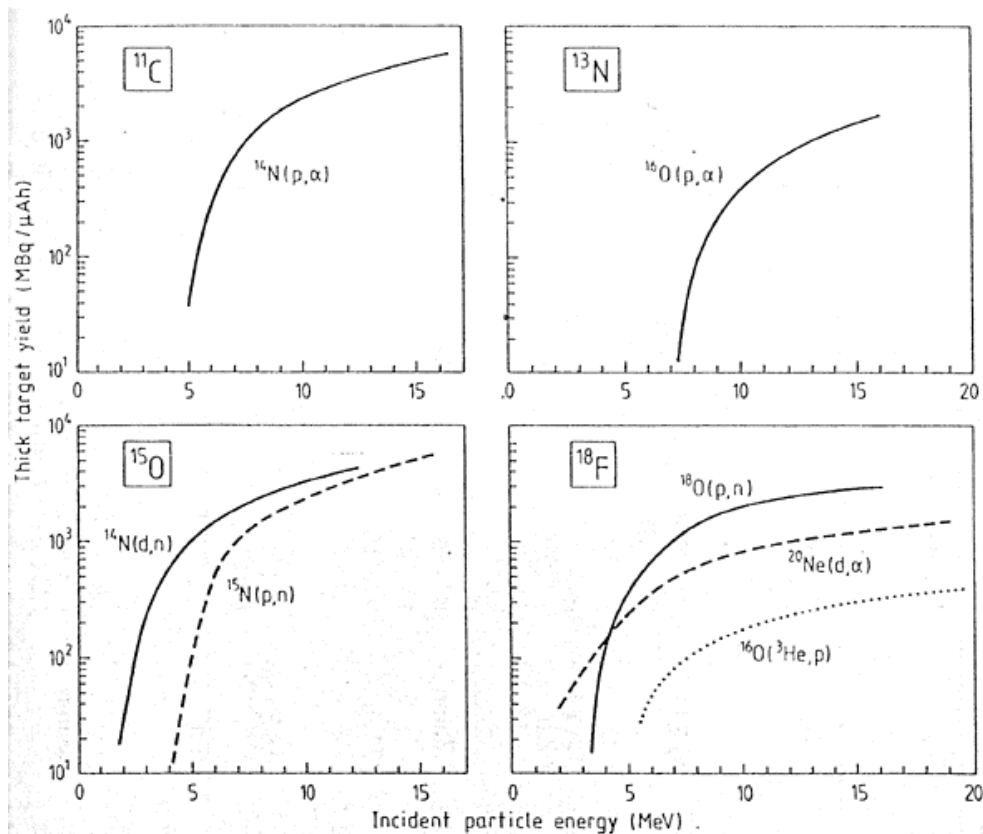 Thick target yield (MBq/µAh)
10⁴
10³
10²
10¹
¹¹C
¹⁴N(p,α)
0
5
10
15
¹³N
¹⁶O(p,α)
.0
5
10
15
20
10⁴
10³
10²
10¹
¹⁵O
¹⁴N(d,n)
¹⁵N(p,n)
0
5
10
15
¹⁸F
¹⁸O(p,n)
²⁰Ne(d,α)
¹⁶O(³He,p)
0
5
10
15
20
Incident particle energy (MeV)